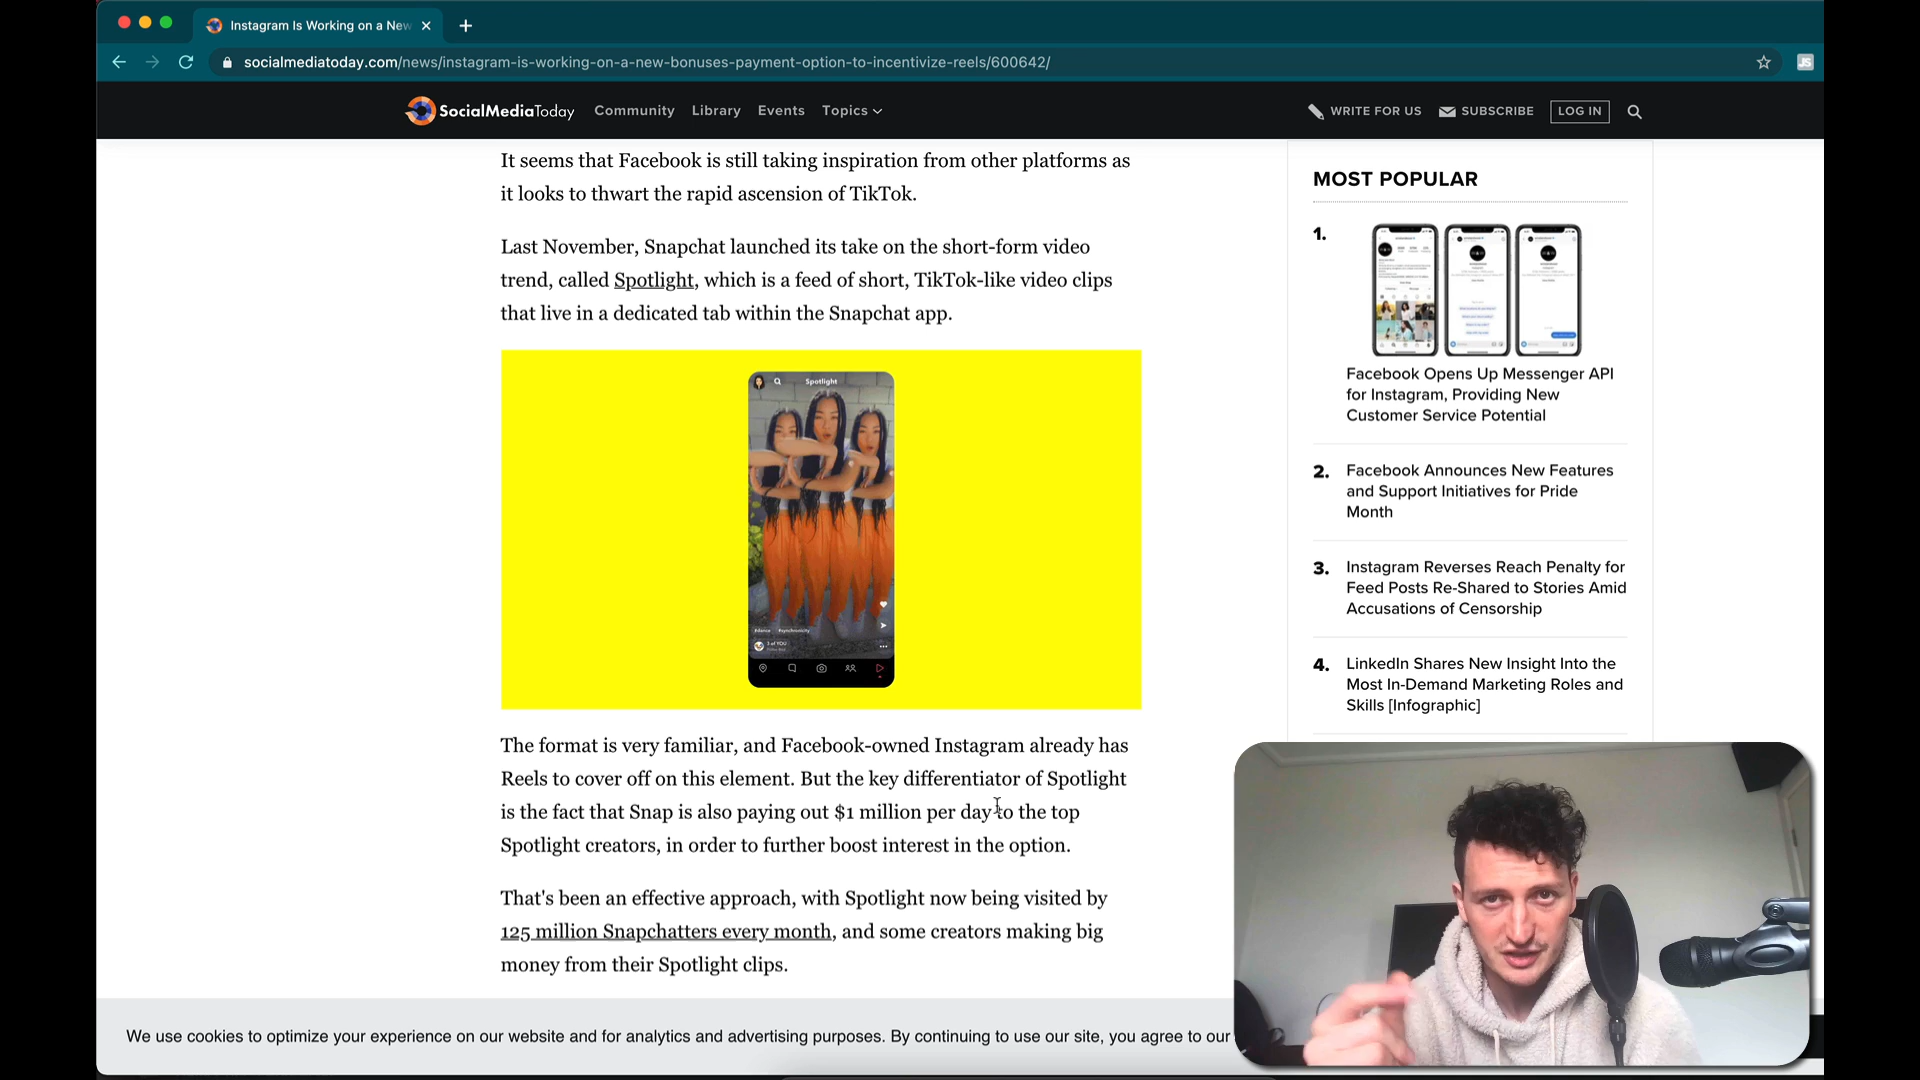 Instagram Is Working on a New
socialmediatoday.com/news/instagram-is-working-on-a-new-bonuses-payment-option-to-incentivize-reels/600642/
JS
SocialMediaToday
Community
Library
Events
Topics
WRITE FOR US
SUBSCRIBE
LOG IN
It seems that Facebook is still taking inspiration from other platforms as
it looks to thwart the rapid ascension of TikTok.
Last November, Snapchat launched its take on the short-form video
trend, called Spotlight, which is a feed of short, TikTok-like video clips
that live in a dedicated tab within the Snapchat app.
Spotlight
#dance #synchronicity
3 of YOU
The format is very familiar, and Facebook-owned Instagram already has
Reels to cover off on this element. But the key differentiator of Spotlight
is the fact that Snap is also paying out $1 million per day to the top
Spotlight creators, in order to further boost interest in the option.
That's been an effective approach, with Spotlight now being visited by
125 million Snapchatters every month, and some creators making big
money from their Spotlight clips.
MOST POPULAR
1.
Facebook Opens Up Messenger API
for Instagram, Providing New
Customer Service Potential
2. Facebook Announces New Features
and Support Initiatives for Pride
Month
3. Instagram Reverses Reach Penalty for
Feed Posts Re-Shared to Stories Amid
Accusations of Censorship
4. LinkedIn Shares New Insight Into the
Most In-Demand Marketing Roles and
Skills [Infographic]
We use cookies to optimize your experience on our website and for analytics and advertising purposes. By continuing to use our site, you agree to our